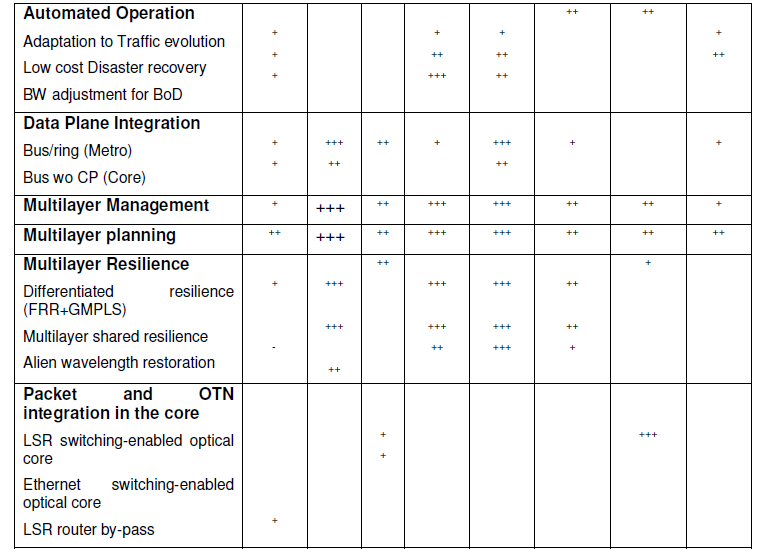 Automated Operation ++ ++
Adaptation to Traffic evolution + + + +
Low cost Disaster recovery + ++ ++ ++
BW adjustment for BoD + +++ ++
Data Plane Integration
Bus/ring (Metro) + +++ ++ + +++ + +
Bus wo CP (Core) + ++ ++
Multilayer Management + +++ ++ +++ +++ ++ ++ +
Multilayer planning ++ +++ ++ +++ +++ ++ ++ ++
Multilayer Resilience ++ +
Differentiated resilience + +++ +++ +++ ++
(FRR+GMPLS)
Multilayer shared resilience +++ +++ +++ ++
- ++ +++ +
Alien wavelength restoration ++
Packet and OTN
integration in the core
LSR switching-enabled optical + +++
core +
Ethernet switching-enabled
optical core
LSR router by-pass +